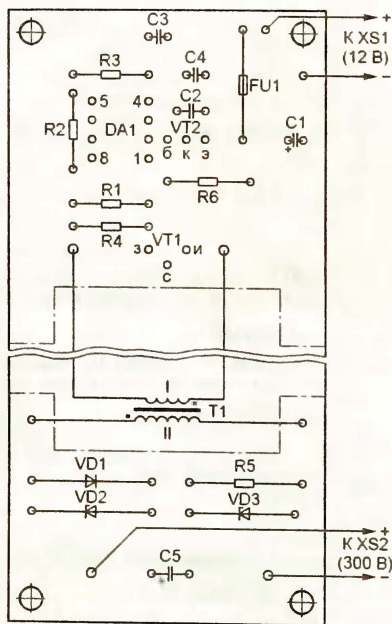 C3
+
К XS1
(12 В)
-
R3
C4
FU1
5
4
C2
R2
DA1
VT2
C1
+
8
1
б к э
R6
R1
R4
VT1
з
и
с
I
T1
II
VD1
R5
VD2
VD3
+
К XS2
(300 В)
-
C5